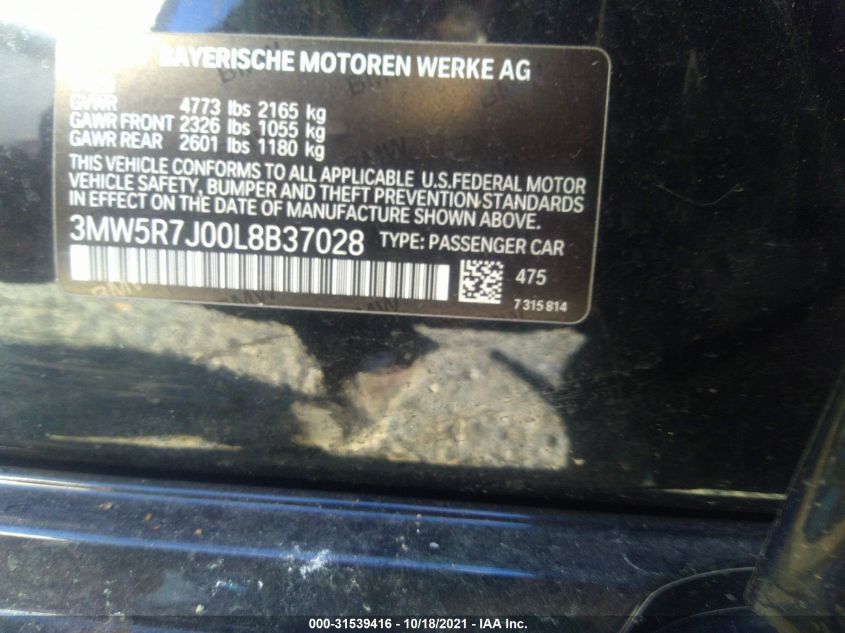 BAYERISCHE MOTOREN WERKE AG
GVWR 4773 lbs 2165 kg
GAWR FRONT 2326 lbs 1055 kg
GAWR REAR 2601 lbs 1180 kg
THIS VEHICLE CONFORMS TO ALL APPLICABLE U.S.FEDERAL MOTOR
VEHICLE SAFETY, BUMPER AND THEFT PREVENTION STANDARDS
IN EFFECT ON THE DATE OF MANUFACTURE SHOWN ABOVE.
3MW5R7J00L8B37028 TYPE: PASSENGER CAR
475
7315814
000-31539416 - 10/18/2021 - IAA Inc.